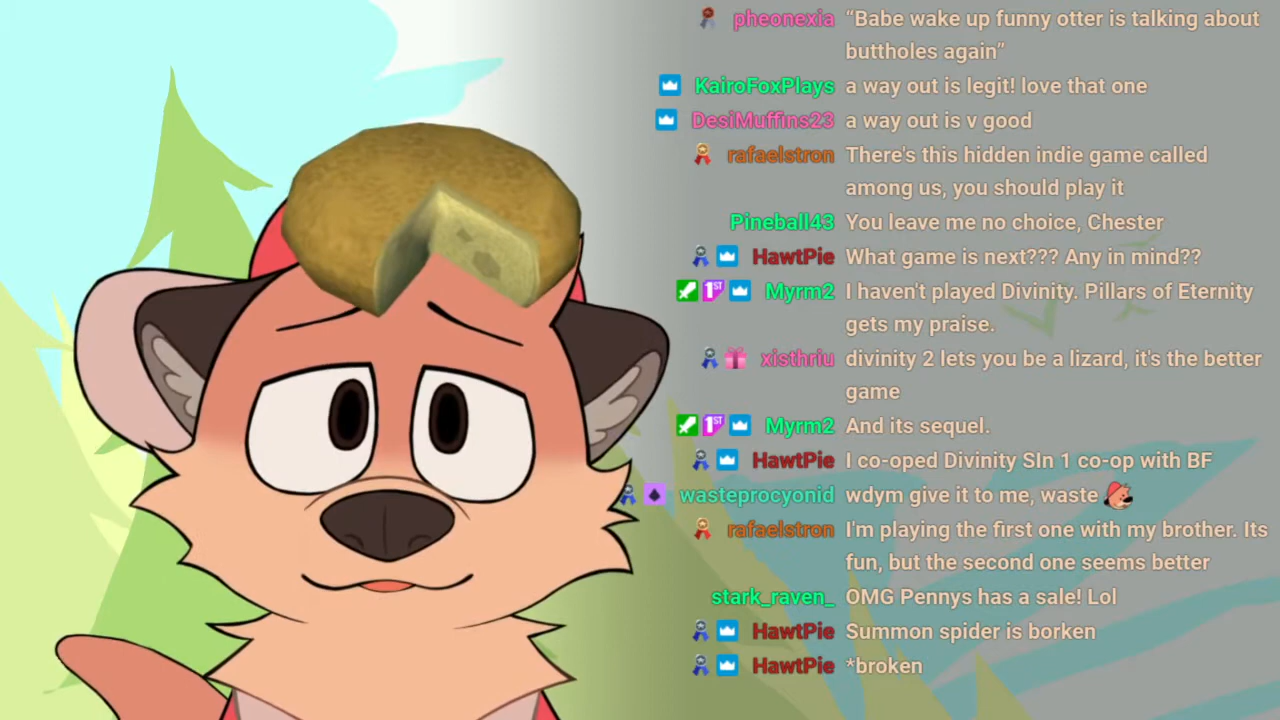 pheonexia “Babe wake up funny otter is talking about
buttholes again”
KairoFoxPlays a way out is legit! love that one
DesiMuffins23 a way out is v good
rafaelstron There's this hidden indie game called
among us, you should play it
Pineball43 You leave me no choice, Chester
HawtPie What game is next??? Any in mind??
1ST Myrm2 I haven't played Divinity. Pillars of Eternity
gets my praise.
xisthriu divinity 2 lets you be a lizard, it's the better
game
1ST Myrm2 And its sequel.
HawtPie I co-oped Divinity SIn 1 co-op with BF
wasteprocyonid wdym give it to me, waste
rafaelstron I'm playing the first one with my brother. Its
fun, but the second one seems better
stark_raven_ OMG Pennys has a sale! Lol
HawtPie Summon spider is borken
HawtPie *broken